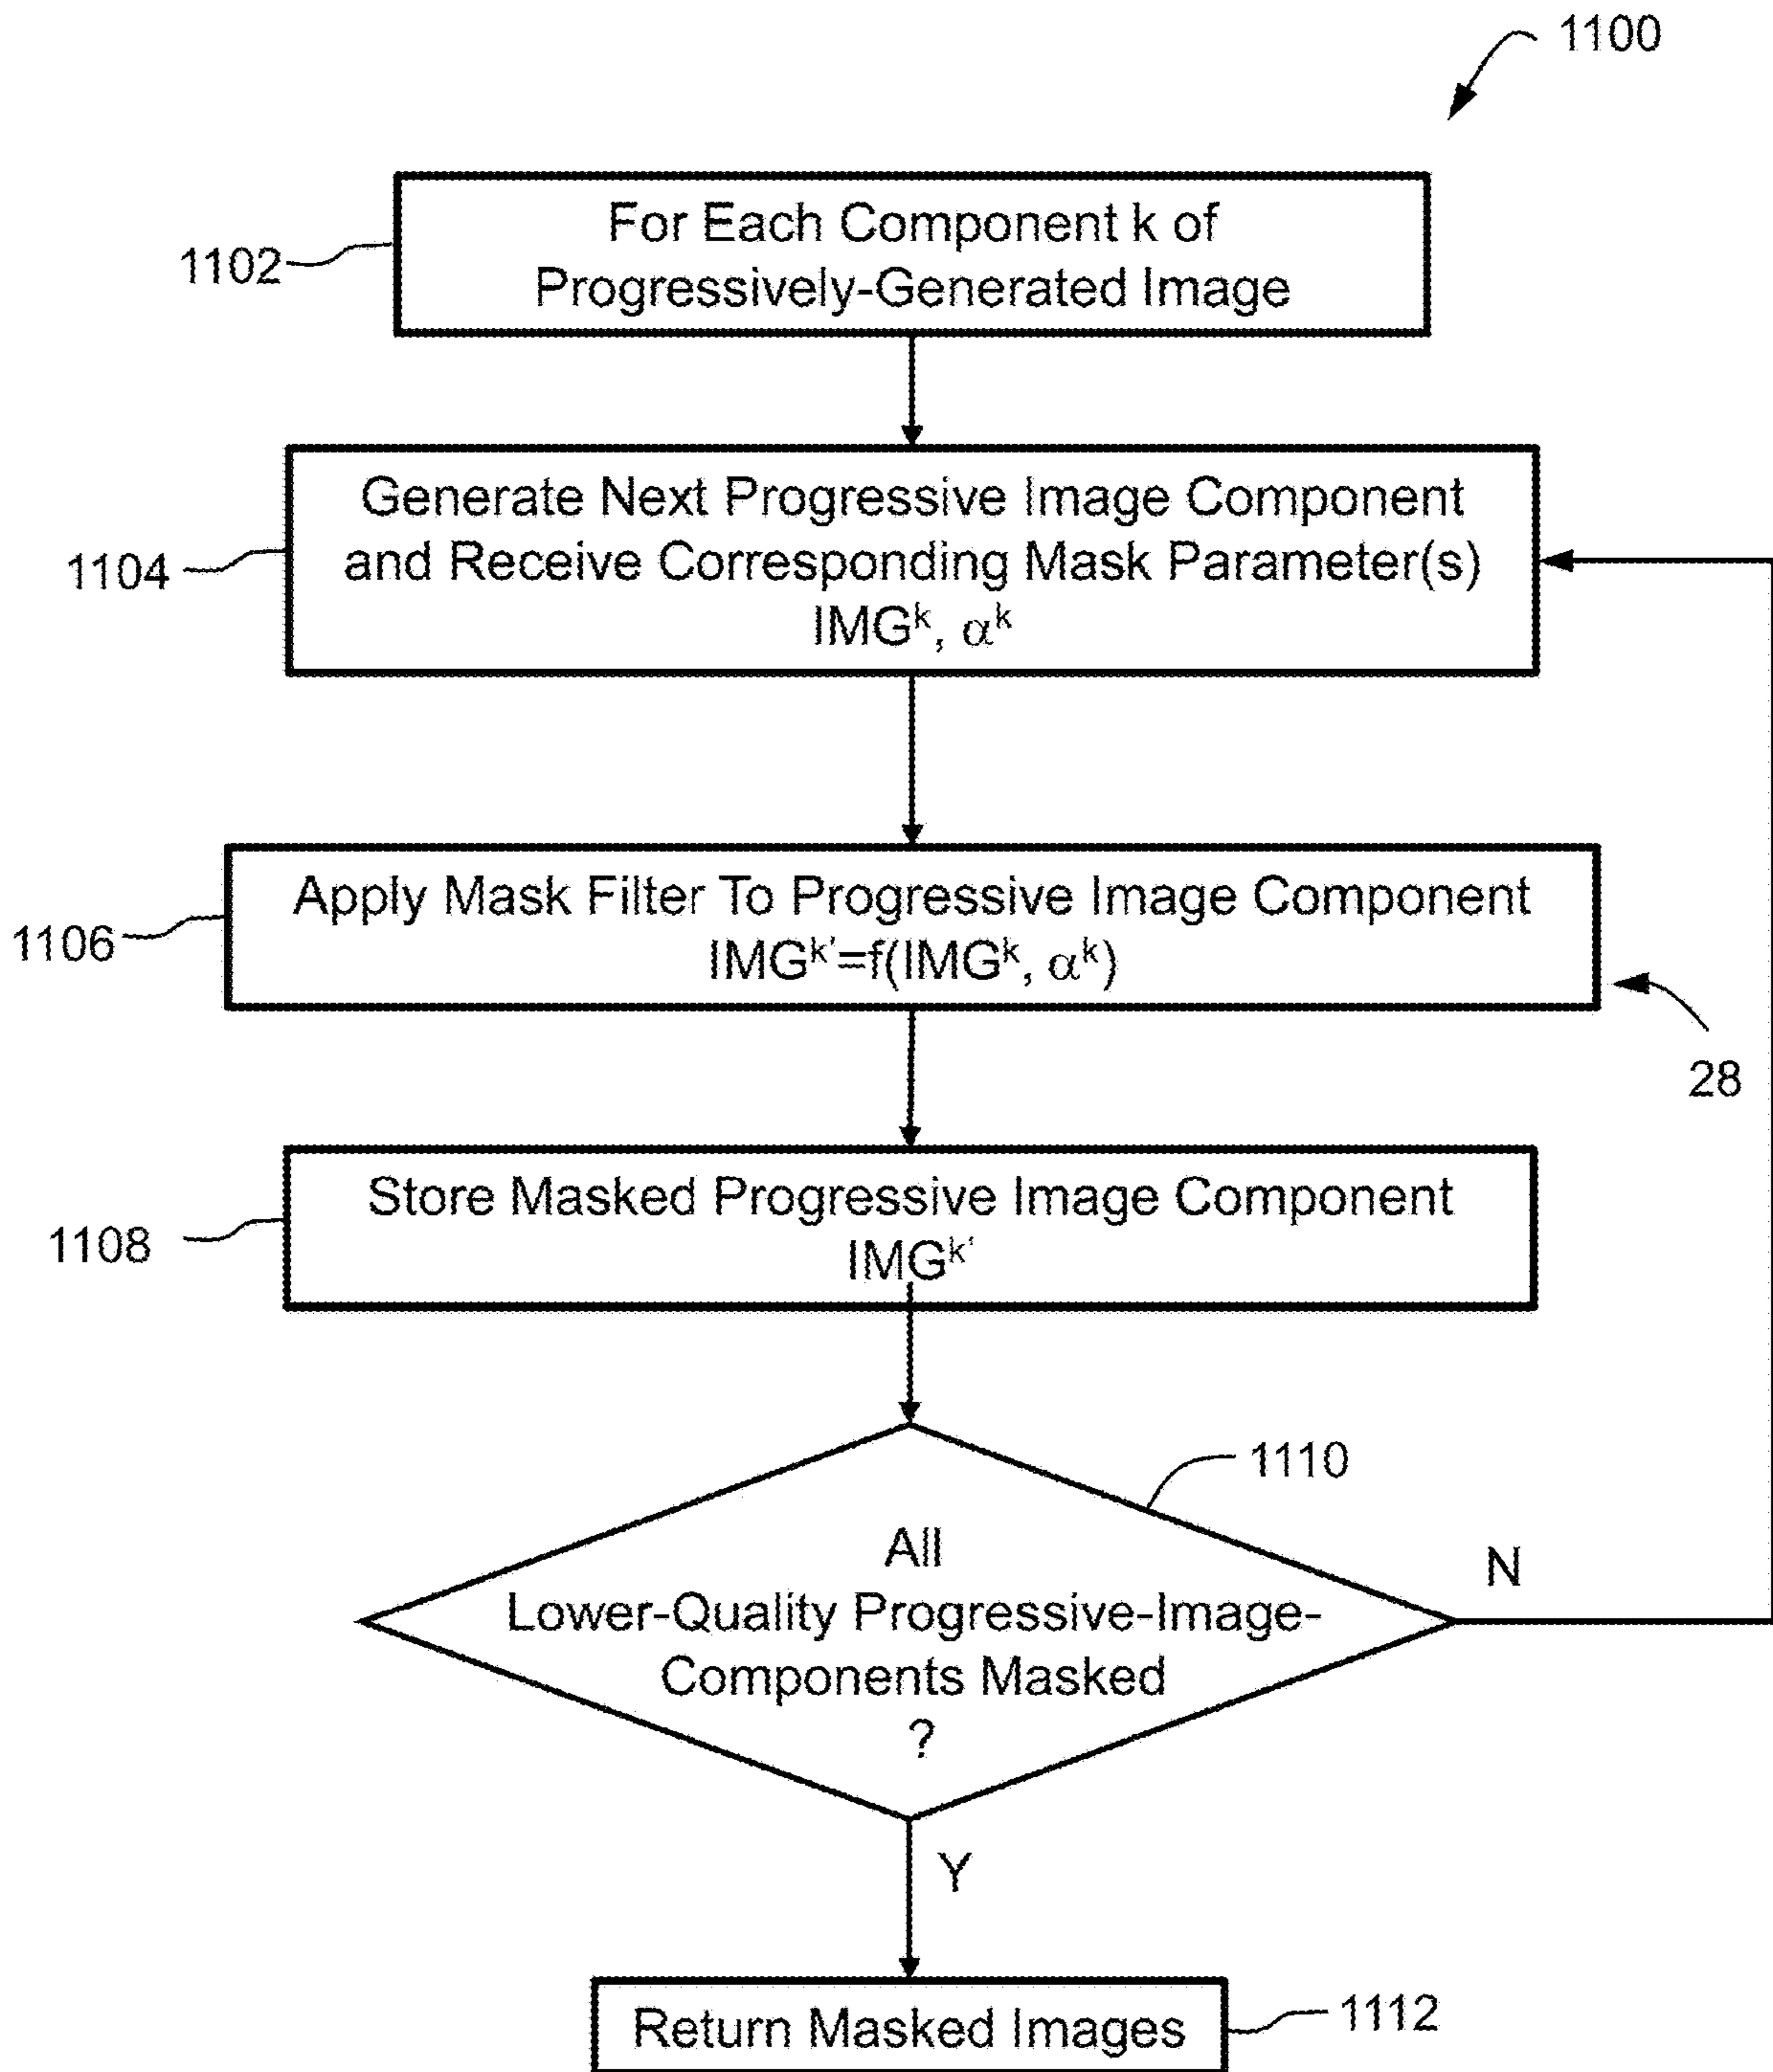 1100
For Each Component k of
Progressively-Generated Image
1102
Generate Next Progressive Image Component
and Receive Corresponding Mask Parameter(s)
IMGᵏ, αᵏ
1104
Apply Mask Filter To Progressive Image Component
IMGᵏ'=f(IMGᵏ, αᵏ)
1106
28
Store Masked Progressive Image Component
IMGᵏ'
1108
1110
All
Lower-Quality Progressive-Image-
Components Masked
?
N
Y
Return Masked Images
1112